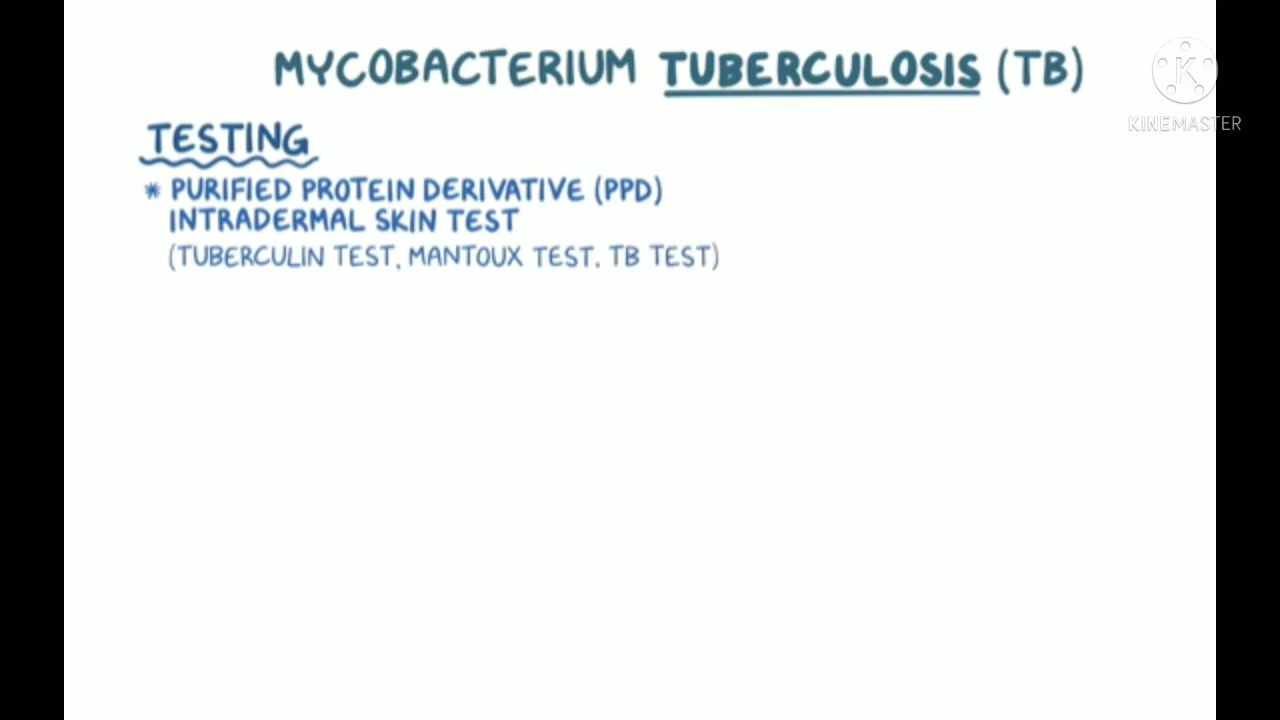 MYCOBACTERIUM TUBERCULOSIS (TB)
K
KINEMASTER
TESTING
* PURIFIED PROTEIN DERIVATIVE (PPD)
INTRADERMAL SKIN TEST
(TUBERCULIN TEST, MANTOUX TEST, TB TEST)